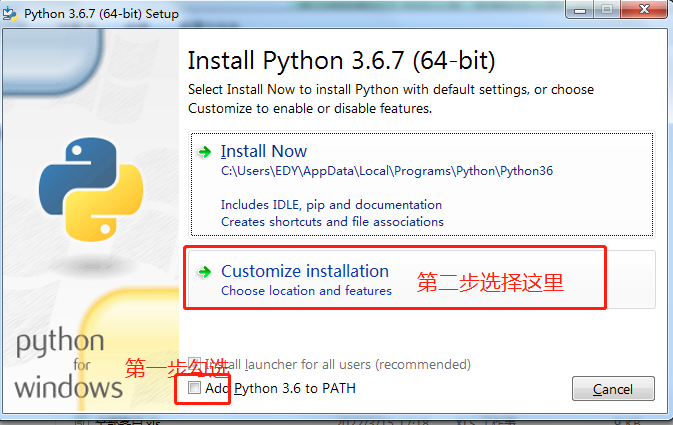 Python 3.6.7 (64-bit) Setup
Install Python 3.6.7 (64-bit)
Select Install Now to install Python with default settings, or choose
Customize to enable or disable features.
Install Now
C:\Users\EDY\AppData\Local\Programs\Python\Python36
Includes IDLE, pip and documentation
Creates shortcuts and file associations
Customize installation
Choose location and features
第二步选择这里
python
for
windows
第一步勾选
Install launcher for all users (recommended)
Add Python 3.6 to PATH
Cancel